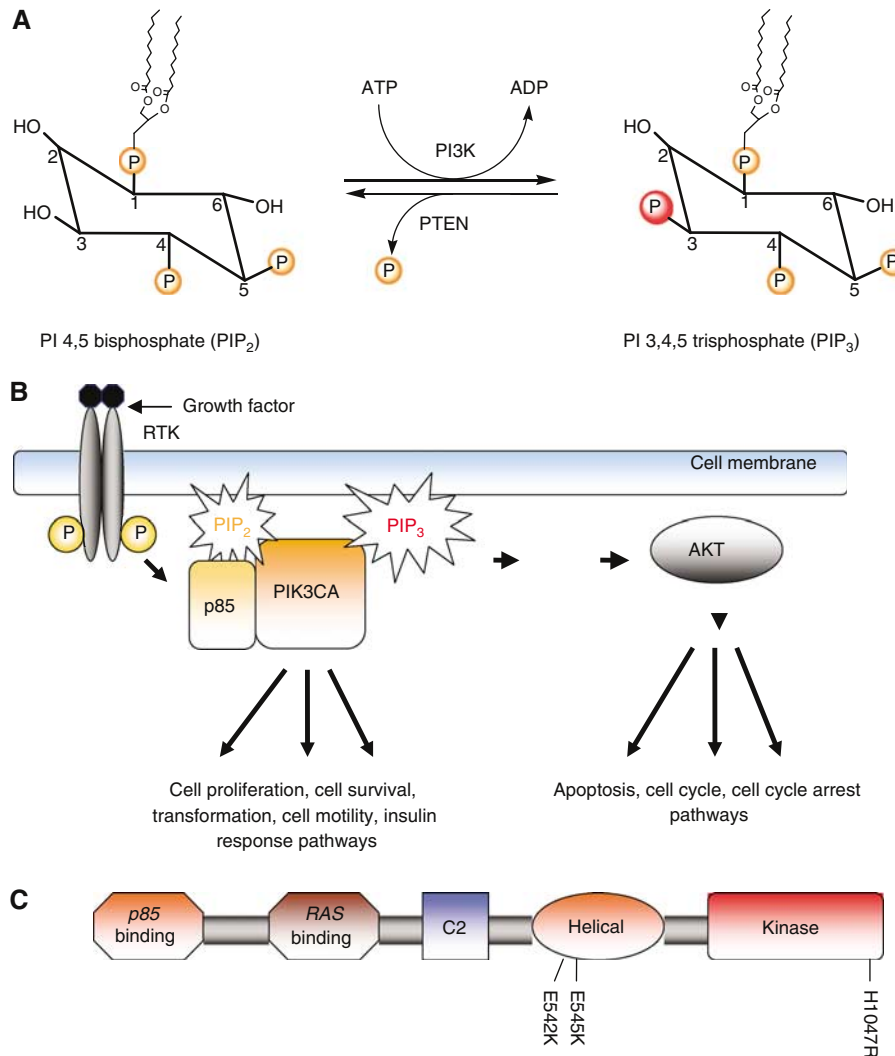 A
ATP
ADP
PI3K
PTEN
P
HO
HO
OH
O
O
O
O
P
P
P
1
2
3
4
5
6
HO
OH
O
O
O
O
P
P
P
P
1
2
3
4
5
6
PI 4,5 bisphosphate (PIP₂)
PI 3,4,5 trisphosphate (PIP₃)
B
Growth factor
RTK
Cell membrane
P
P
PIP₂
PIP₃
p85
PIK3CA
AKT
Cell proliferation, cell survival,
transformation, cell motility, insulin
response pathways
Apoptosis, cell cycle, cell cycle arrest
pathways
C
p85
binding
RAS
binding
C2
Helical
Kinase
E542K
E545K
H1047R